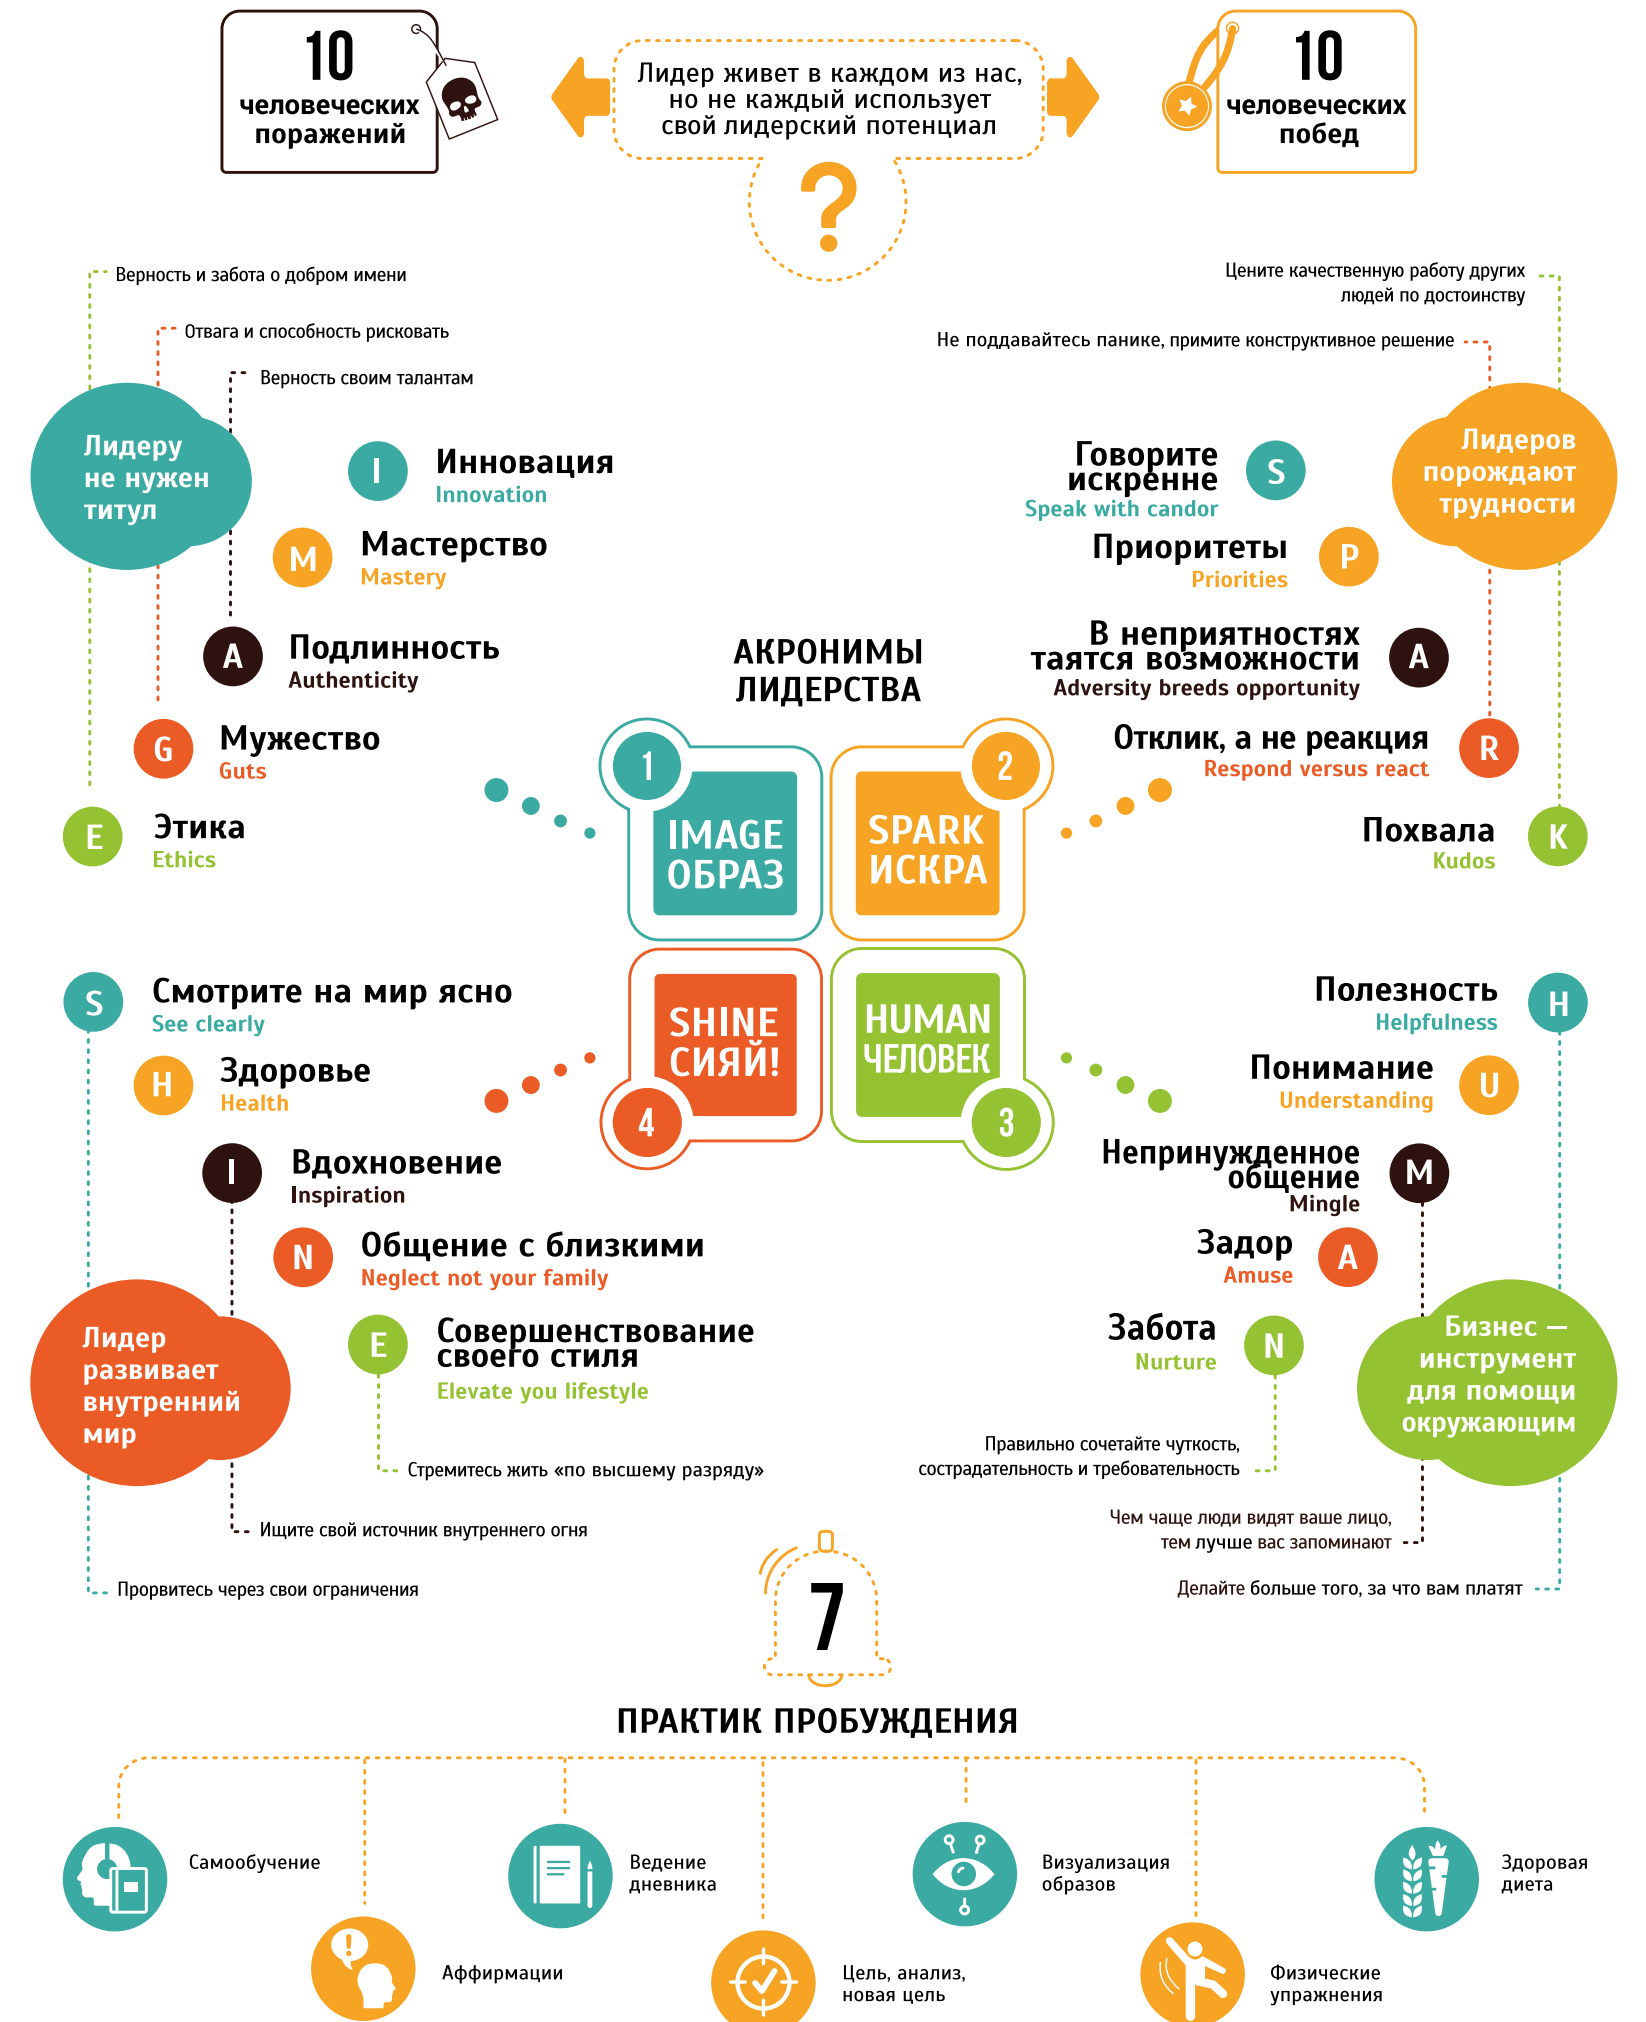 10
человеческих
поражений
Лидер живет в каждом из нас,
но не каждый использует
свой лидерский потенциал
?
10
человеческих
побед
Верность и забота о добром имени
Отвага и способность рисковать
Верность своим талантам
Лидеру
не нужен
титул
I
Инновация
Innovation
M
Мастерство
Mastery
A
Подлинность
Authenticity
G
Мужество
Guts
E
Этика
Ethics
Цените качественную работу других
людей по достоинству
Не поддавайтесь панике, примите конструктивное решение
Лидеров
порождают
трудности
Говорите
искренне
Speak with candor
S
Приоритеты
Priorities
P
В неприятностях
таятся возможности
Adversity breeds opportunity
A
Отклик, а не реакция
Respond versus react
R
Похвала
Kudos
K
АКРОНИМЫ
ЛИДЕРСТВА
1
IMAGE
ОБРАЗ
2
SPARK
ИСКРА
SHINE
СИЯЙ!
4
HUMAN
ЧЕЛОВЕК
3
S
Смотрите на мир ясно
See clearly
H
Здоровье
Health
I
Вдохновение
Inspiration
N
Общение с близкими
Neglect not your family
E
Совершенствование
своего стиля
Elevate you lifestyle
Лидер
развивает
внутренний
мир
Стремитесь жить «по высшему разряду»
Ищите свой источник внутреннего огня
Прорвитесь через свои ограничения
Полезность
Helpfulness
H
Понимание
Understanding
U
Непринужденное
общение
Mingle
M
Задор
Amuse
A
Забота
Nurture
N
Бизнес —
инструмент
для помощи
окружающим
Правильно сочетайте чуткость,
сострадательность и требовательность
Чем чаще люди видят ваше лицо,
тем лучше вас запоминают
Делайте больше того, за что вам платят
7
ПРАКТИК ПРОБУЖДЕНИЯ
Самообучение
!
Аффирмации
Ведение
дневника
Цель, анализ,
новая цель
Визуализация
образов
Физические
упражнения
Здоровая
диета